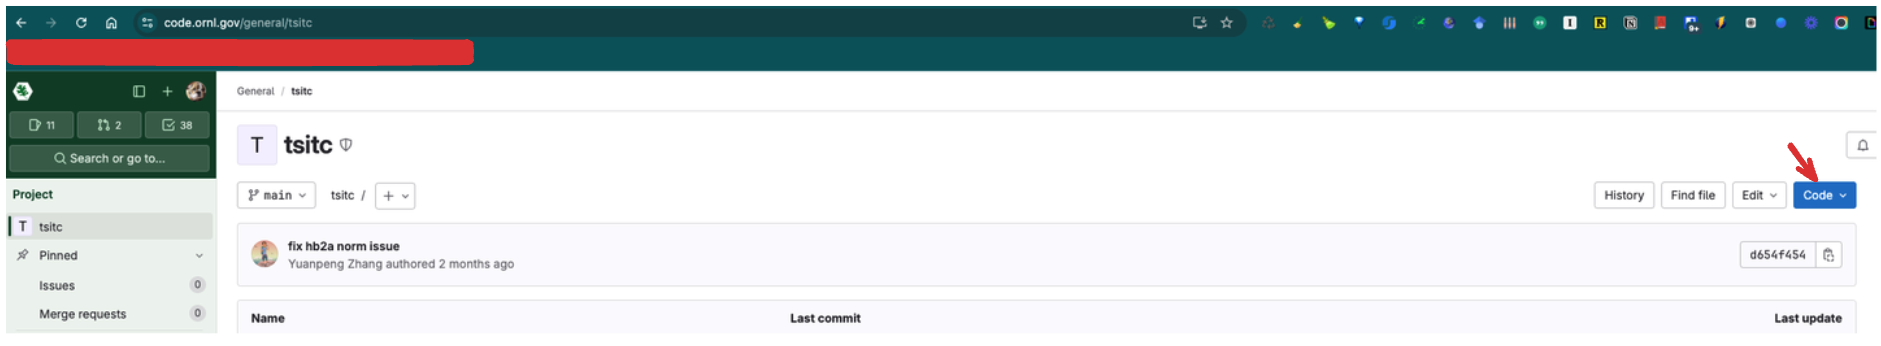 code.ornl.gov/general/tsitc
General / tsitc
11 2 38
Search or go to...
T tsitc
main tsitc / +
History Find file Edit Code
Project
T tsitc
Pinned
Issues 0
Merge requests 0
fix hb2a norm issue
Yuanpeng Zhang authored 2 months ago
d654f454
Name Last commit Last update